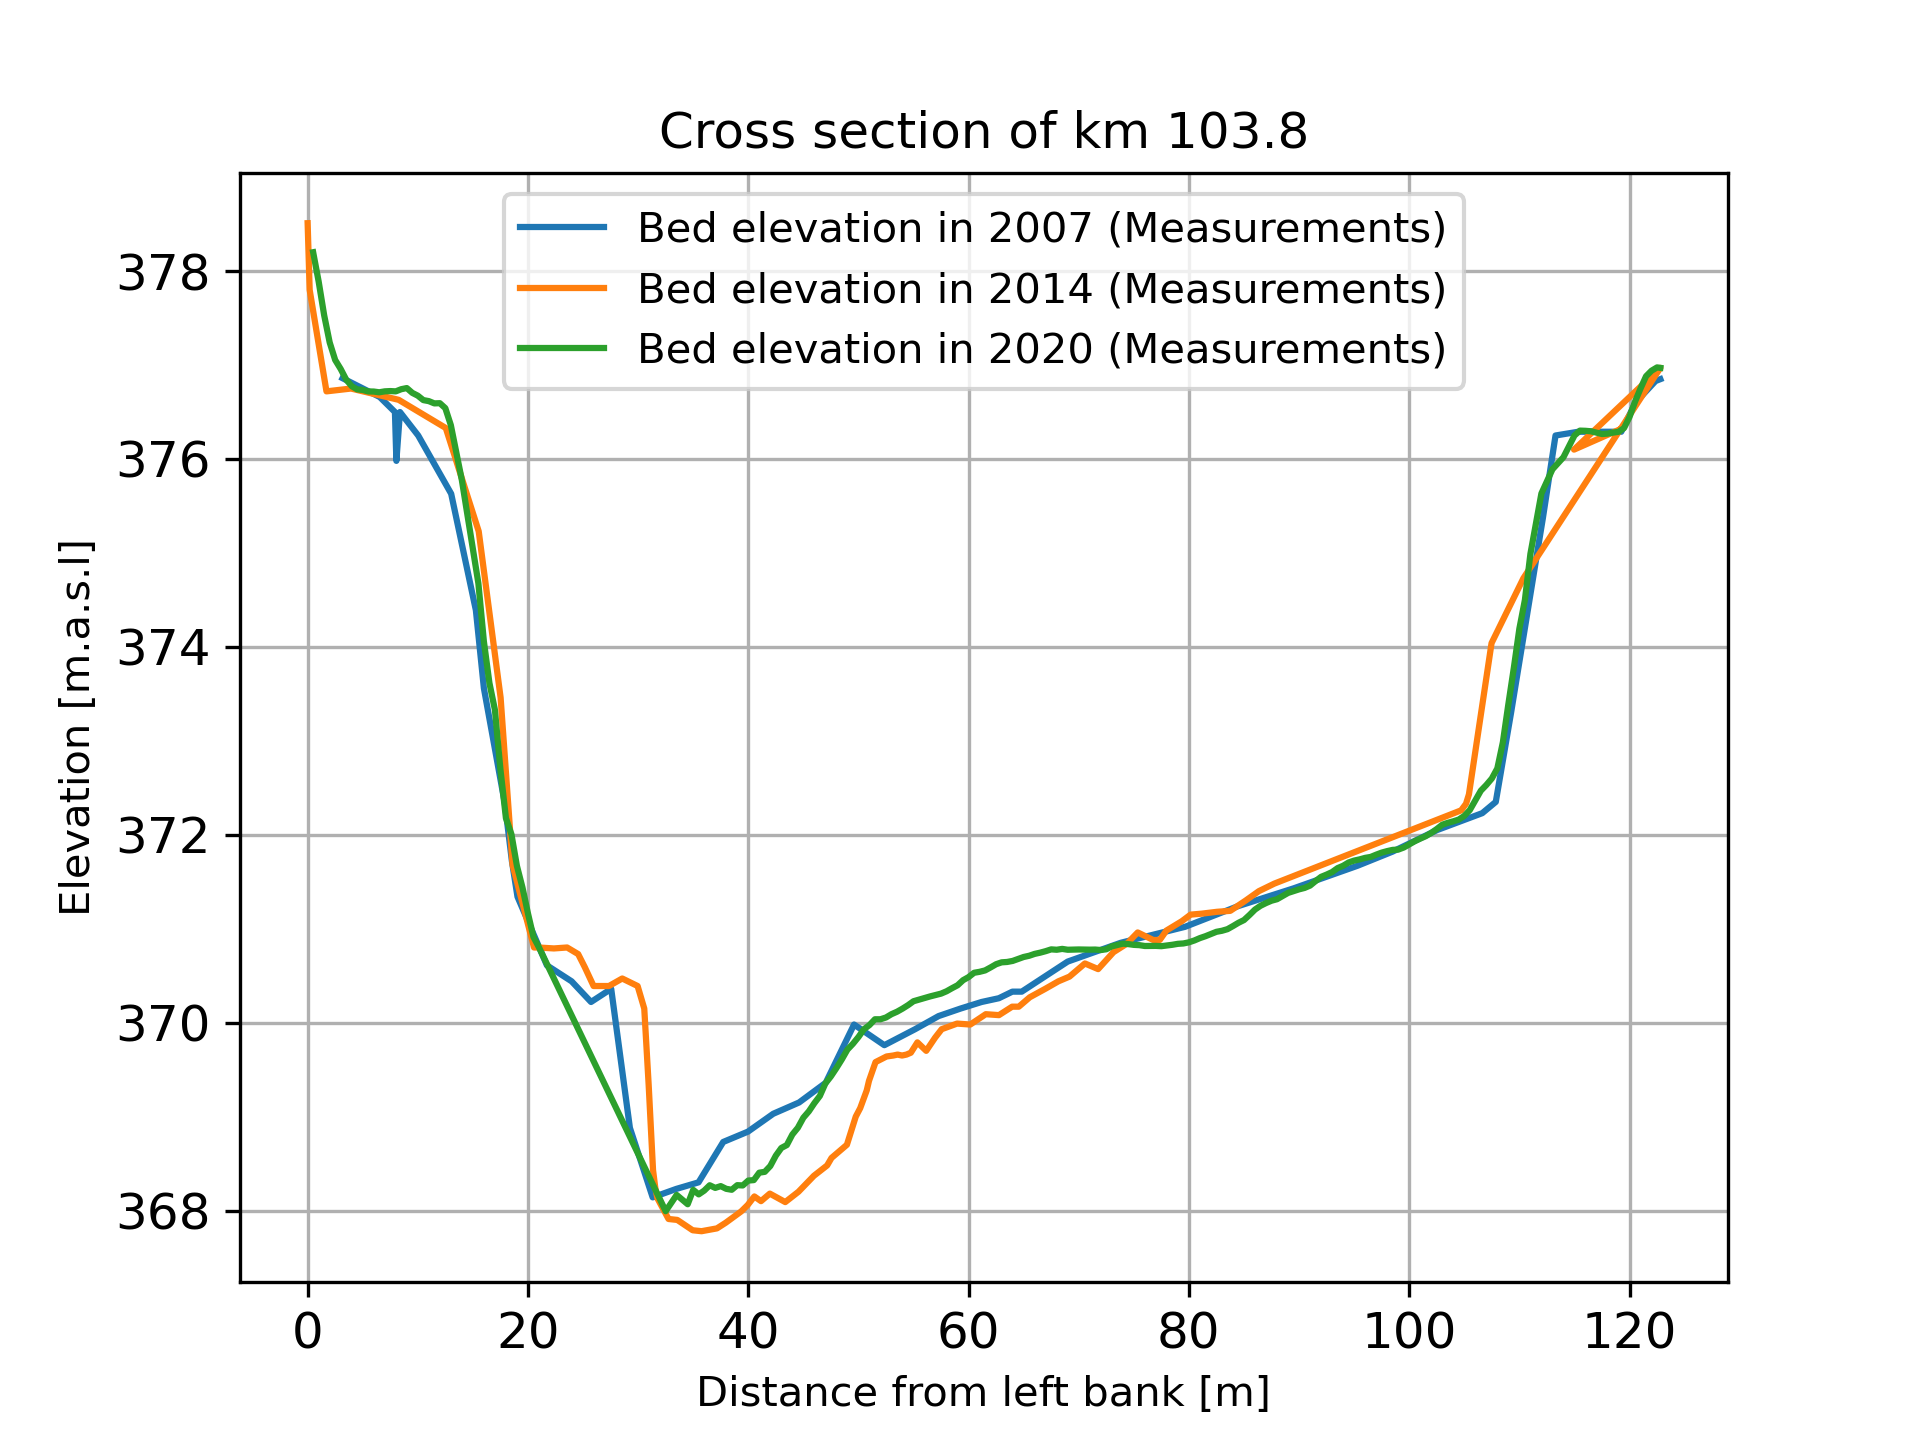 Cross section of km 103.8
Bed elevation in 2007 (Measurements)
Bed elevation in 2014 (Measurements)
Bed elevation in 2020 (Measurements)
378
376
374
372
370
368
Elevation [m.a.s.l]
0 20 40 60 80 100 120
Distance from left bank [m]